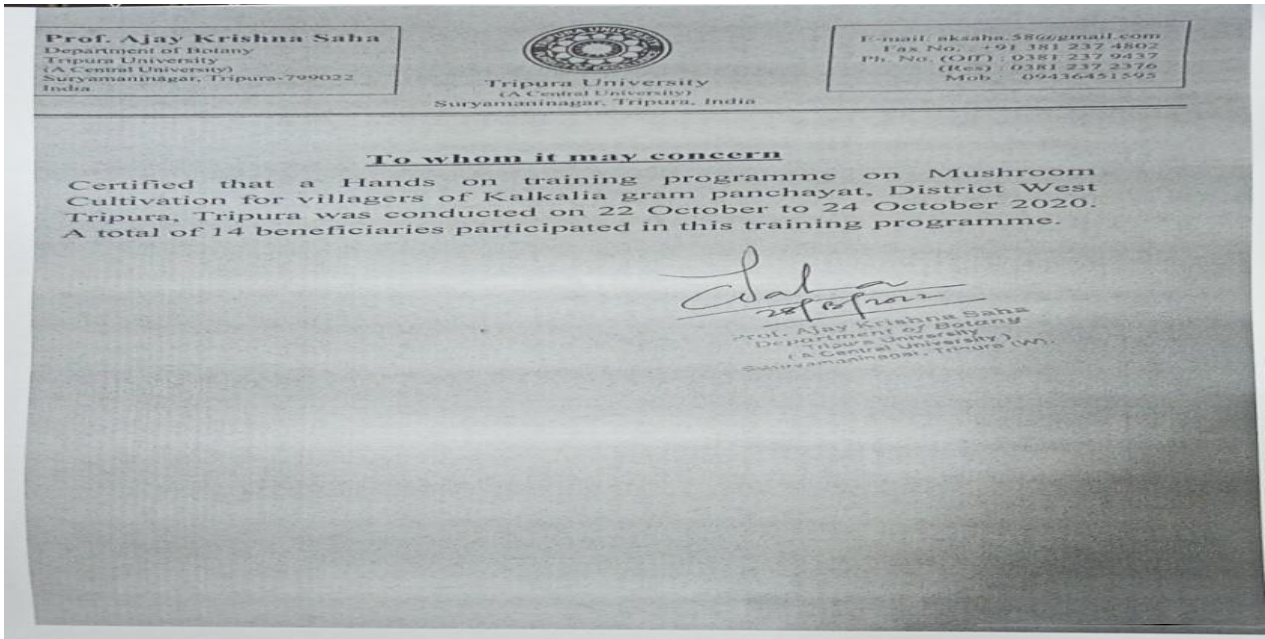 Prof. Ajay Krishna Saha
Department of Botany
Tripura University
(A Central University)
Suryamaninagar, Tripura-799022
India
TRIPURA UNIVERSITY
Tripura University
(A Central University)
Suryamaninagar, Tripura, India
E-mail: aksaha.58@gmail.com
Fax No. : +91 381 237 4802
Ph. No. (Off) : 0381 237 9437
(Res) : 0381 237 2376
Mob : 09436451595
To whom it may concern
Certified that a Hands on training programme on Mushroom
Cultivation for villagers of Kalkalia gram panchayat, District West
Tripura, Tripura was conducted on 22 October to 24 October 2020.
A total of 14 beneficiaries participated in this training programme.
Saha
Prof. Ajay Krishna Saha
Department of Botany
Tripura University
(A Central University)
Suryamaninagar, Tripura (W).